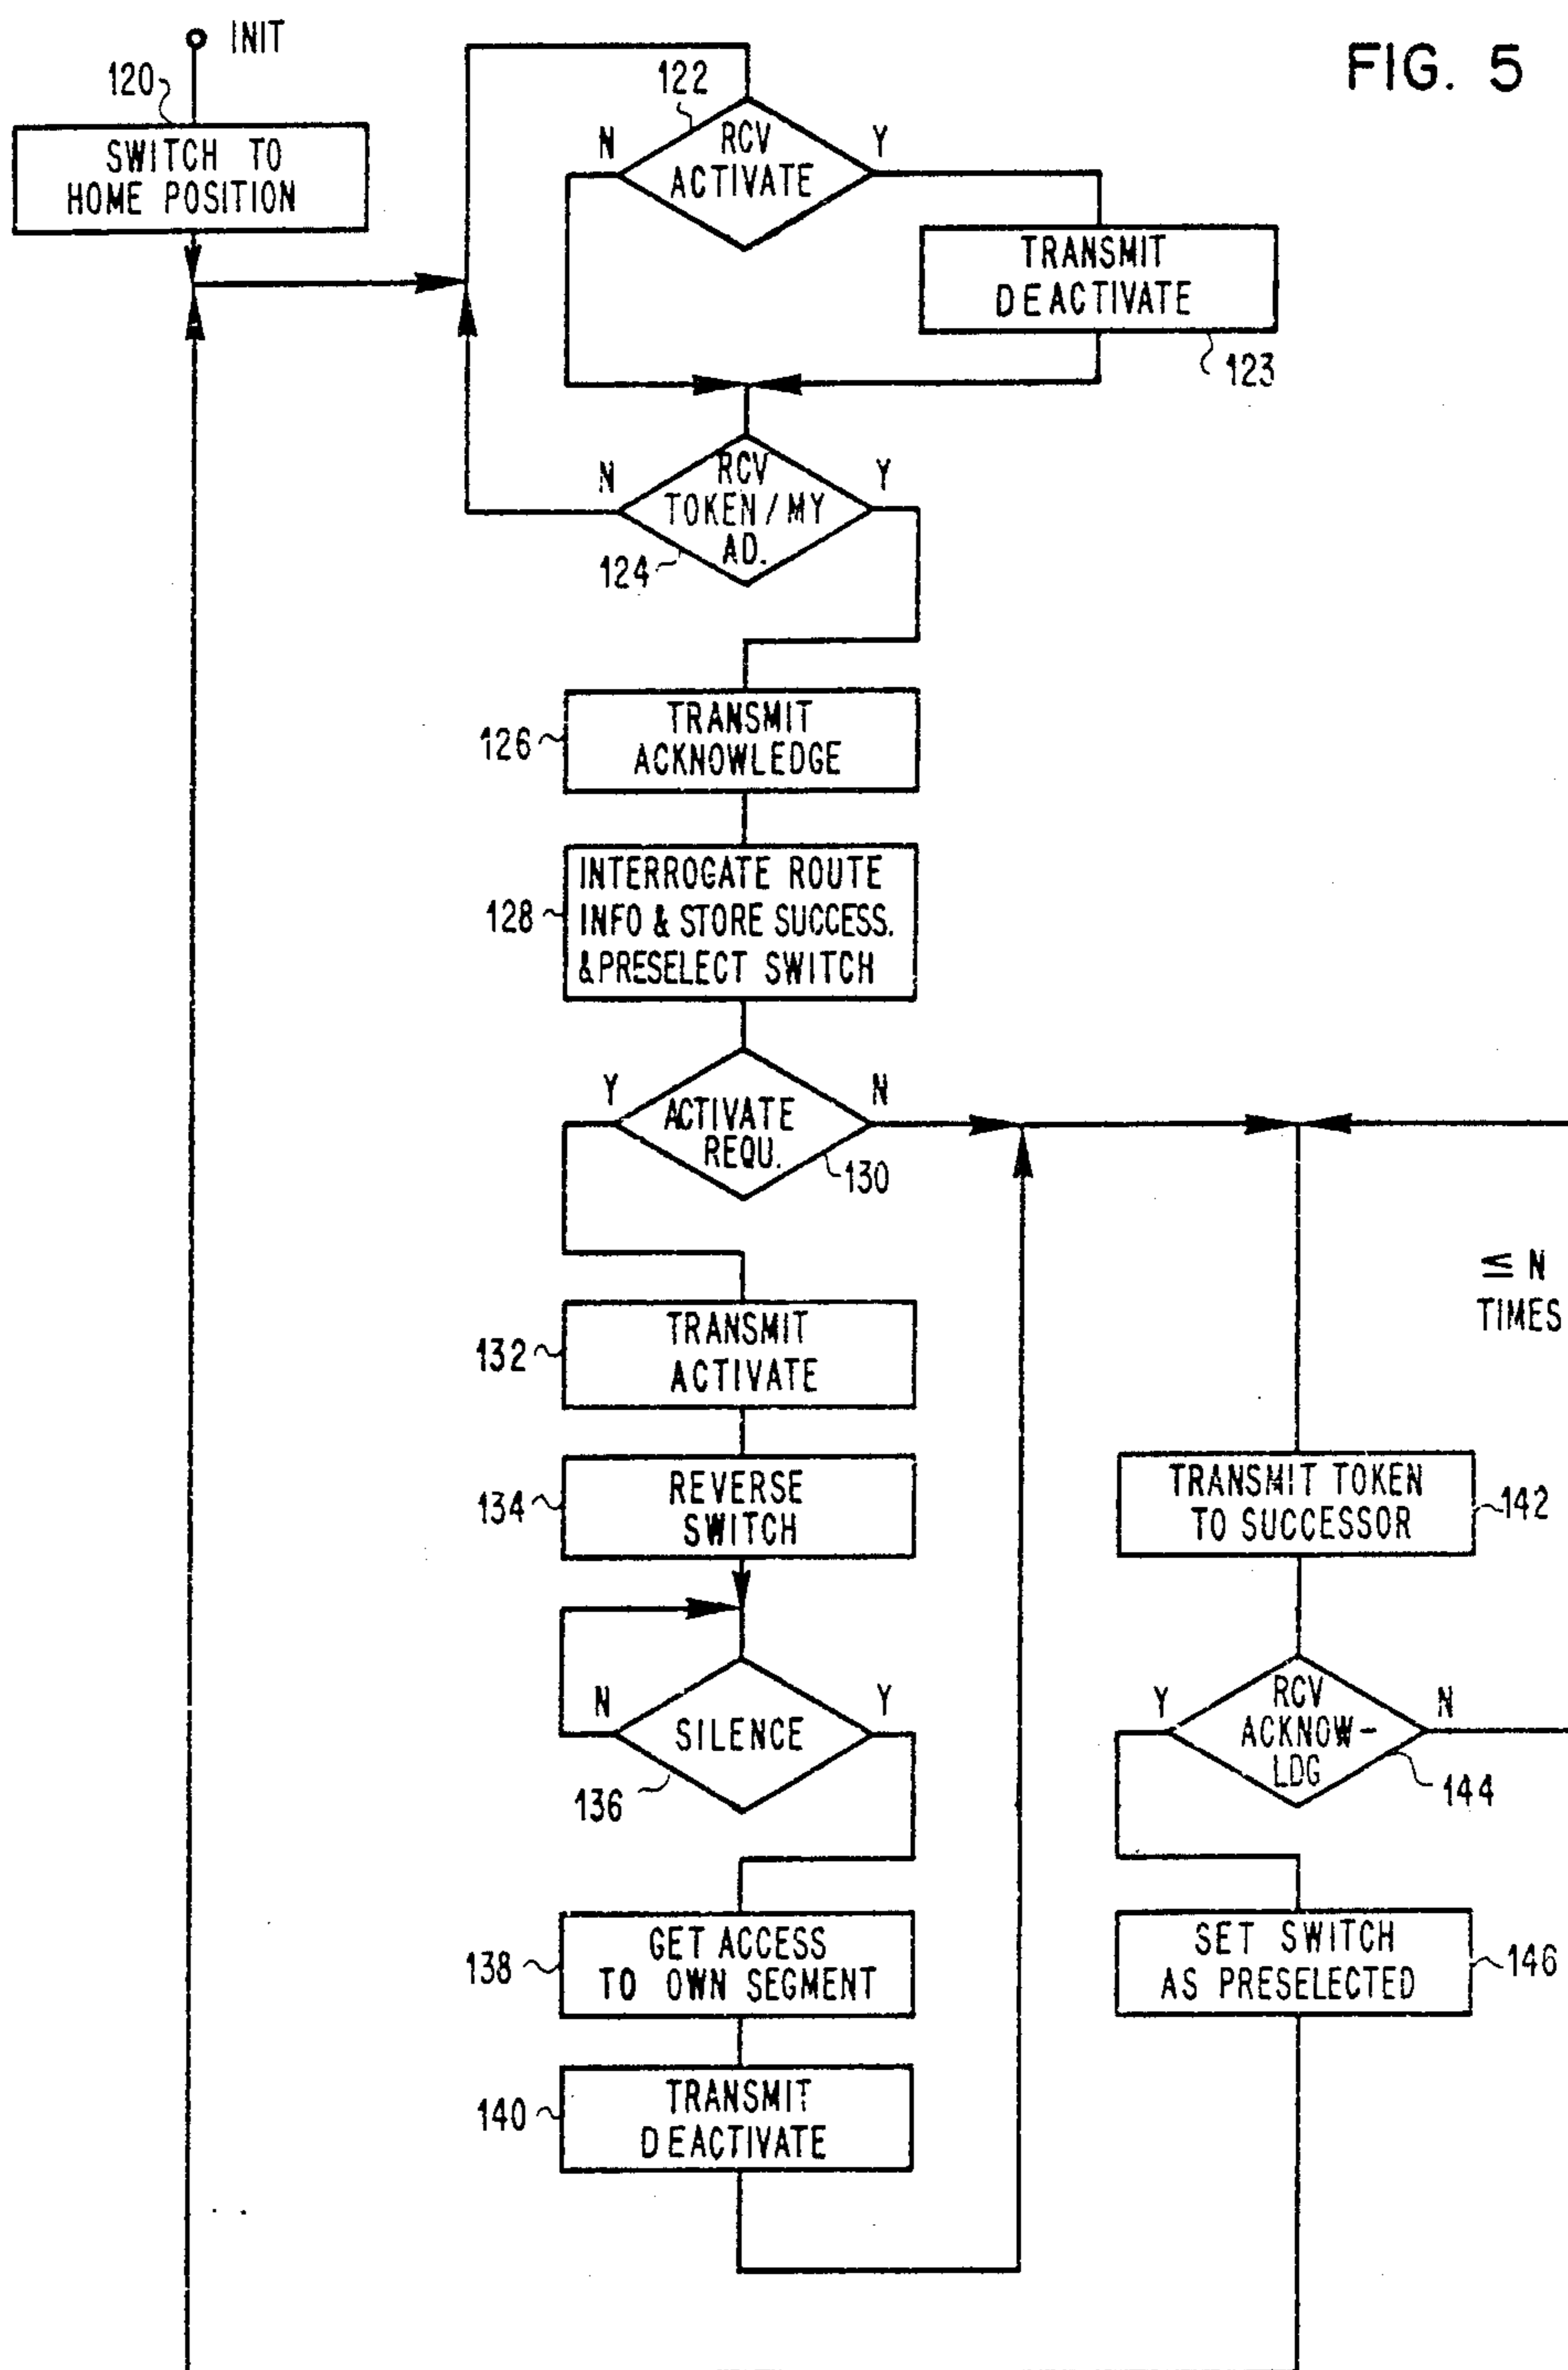 INIT
FIG. 5
120
SWITCH TO
HOME POSITION
122
N
RCV
ACTIVATE
Y
TRANSMIT
DEACTIVATE
123
N
RCV
TOKEN / MY
AD.
Y
124
126
TRANSMIT
ACKNOWLEDGE
128
INTERROGATE ROUTE
INFO & STORE SUCCESS.
& PRESELECT SWITCH
Y
ACTIVATE
REQU.
N
130
≤ N
TIMES
132
TRANSMIT
ACTIVATE
134
REVERSE
SWITCH
TRANSMIT TOKEN
TO SUCCESSOR
142
N
SILENCE
Y
136
Y
RCV
ACKNOW-
LDG
N
144
138
GET ACCESS
TO OWN SEGMENT
SET SWITCH
AS PRESELECTED
146
140
TRANSMIT
DEACTIVATE